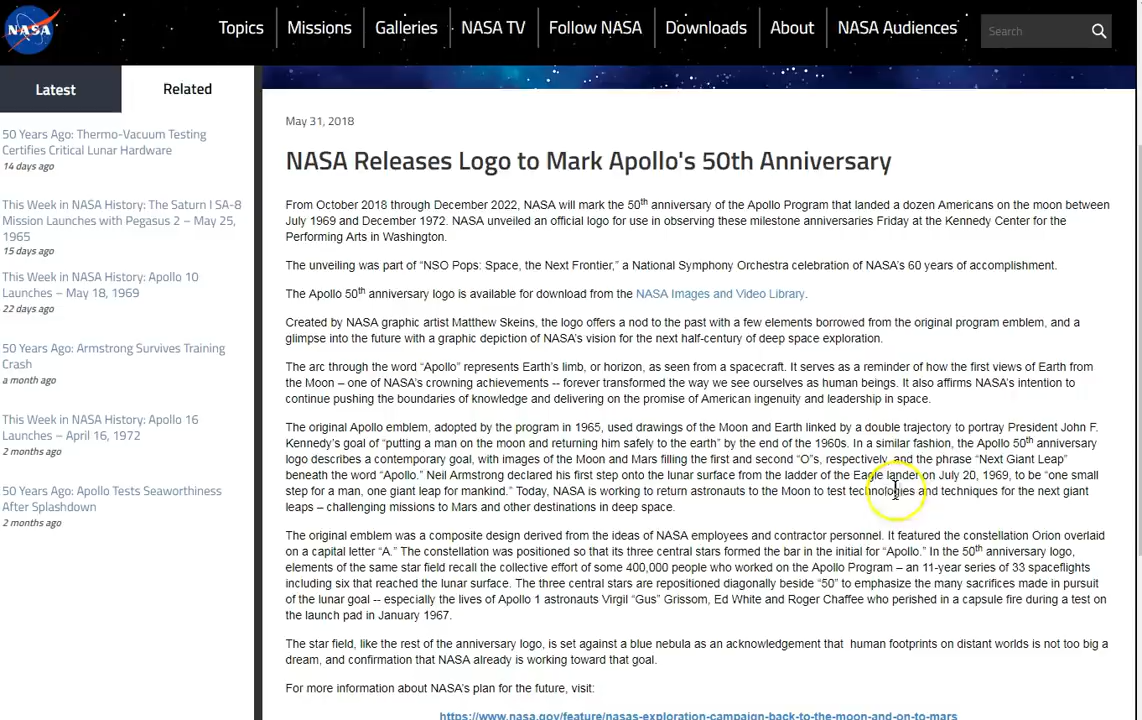 NASA
Topics
Missions
Galleries
NASA TV
Follow NASA
Downloads
About
NASA Audiences
Search
Latest
Related
50 Years Ago: Thermo-Vacuum Testing
Certifies Critical Lunar Hardware
14 days ago
This Week in NASA History: The Saturn I SA-8
Mission Launches with Pegasus 2 – May 25,
1965
15 days ago
This Week in NASA History: Apollo 10
Launches – May 18, 1969
22 days ago
50 Years Ago: Armstrong Survives Training
Crash
a month ago
This Week in NASA History: Apollo 16
Launches – April 16, 1972
2 months ago
50 Years Ago: Apollo Tests Seaworthiness
After Splashdown
2 months ago
May 31, 2018
NASA Releases Logo to Mark Apollo's 50th Anniversary
From October 2018 through December 2022, NASA will mark the 50th anniversary of the Apollo Program that landed a dozen Americans on the moon between
July 1969 and December 1972. NASA unveiled an official logo for use in observing these milestone anniversaries Friday at the Kennedy Center for the
Performing Arts in Washington.
The unveiling was part of “NSO Pops: Space, the Next Frontier,” a National Symphony Orchestra celebration of NASA’s 60 years of accomplishment.
The Apollo 50th anniversary logo is available for download from the NASA Images and Video Library.
Created by NASA graphic artist Matthew Skeins, the logo offers a nod to the past with a few elements borrowed from the original program emblem, and a
glimpse into the future with a graphic depiction of NASA’s vision for the next half-century of deep space exploration.
The arc through the word “Apollo” represents Earth’s limb, or horizon, as seen from a spacecraft. It serves as a reminder of how the first views of Earth from
the Moon – one of NASA’s crowning achievements -- forever transformed the way we see ourselves as human beings. It also affirms NASA’s intention to
continue pushing the boundaries of knowledge and delivering on the promise of American ingenuity and leadership in space.
The original Apollo emblem, adopted by the program in 1965, used drawings of the Moon and Earth linked by a double trajectory to portray President John F.
Kennedy’s goal of “putting a man on the moon and returning him safely to the earth” by the end of the 1960s. In a similar fashion, the Apollo 50th anniversary
logo describes a contemporary goal, with images of the Moon and Mars filling the first and second “O”s, respectively, and the phrase “Next Giant Leap”
beneath the word “Apollo.” Neil Armstrong declared his first step onto the lunar surface from the ladder of the Eagle lander on July 20, 1969, to be “one small
step for a man, one giant leap for mankind.” Today, NASA is working to return astronauts to the Moon to test technologies and techniques for the next giant
leaps – challenging missions to Mars and other destinations in deep space.
The original emblem was a composite design derived from the ideas of NASA employees and contractor personnel. It featured the constellation Orion overlaid
on a capital letter “A.” The constellation was positioned so that its three central stars formed the bar in the initial for “Apollo.” In the 50th anniversary logo,
elements of the same star field recall the collective effort of some 400,000 people who worked on the Apollo Program – an 11-year series of 33 spaceflights
including six that reached the lunar surface. The three central stars are repositioned diagonally beside “50” to emphasize the many sacrifices made in pursuit
of the lunar goal -- especially the lives of Apollo 1 astronauts Virgil “Gus” Grissom, Ed White and Roger Chaffee who perished in a capsule fire during a test on
the launch pad in January 1967.
The star field, like the rest of the anniversary logo, is set against a blue nebula as an acknowledgement that human footprints on distant worlds is not too big a
dream, and confirmation that NASA already is working toward that goal.
For more information about NASA’s plan for the future, visit:
https://www.nasa.gov/feature/nasas-exploration-campaign-back-to-the-moon-and-on-to-mars